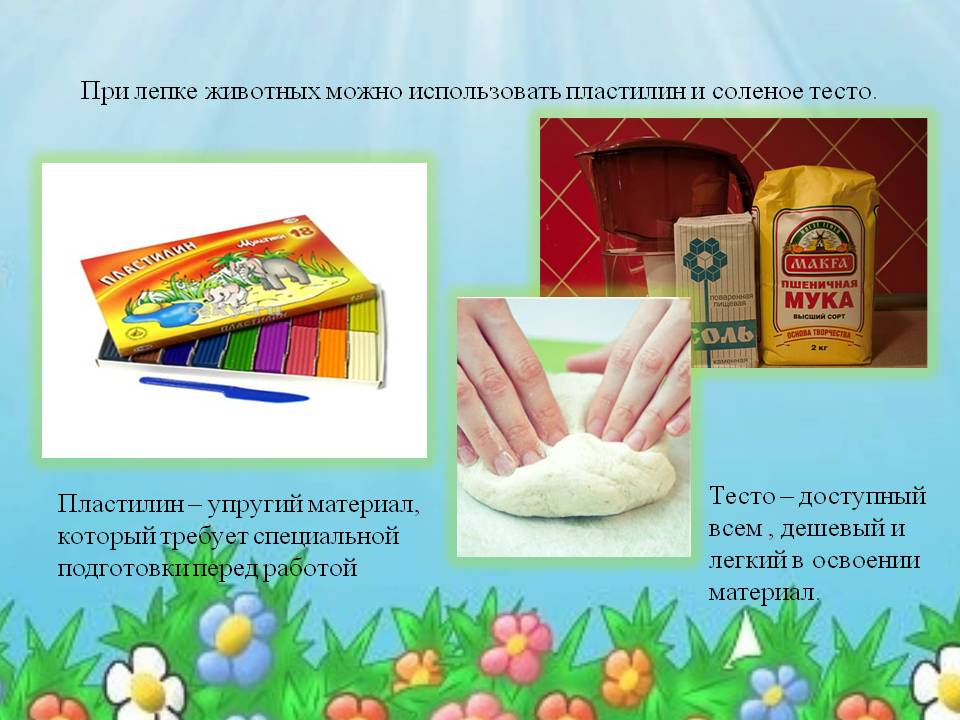 При лепке животных можно использовать пластилин и соленое тесто.
ПЛАСТИЛИН
Мультики 18
ПЛАСТИЛИН
MAKFA
ПШЕНИЧНАЯ
МУКА
ВЫСШИЙ СОРТ
ОСНОВА ТВОРЧЕСТВА
2 кг
поваренная
пищевая
СОЛЬ
каменная
Пластилин – упругий материал,
который требует специальной
подготовки перед работой
Тесто – доступный
всем , дешевый и
легкий в освоении
материал.